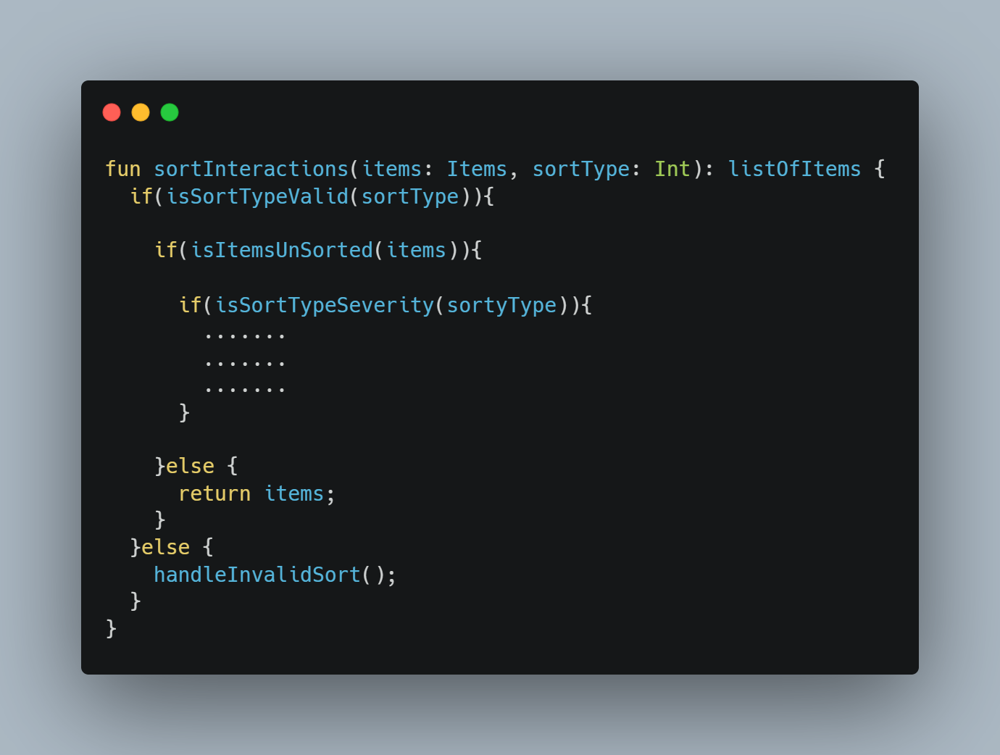 fun sortInteractions(items: Items, sortType: Int): listOfItems {
  if(isSortTypeValid(sortType)){
    if(isItemsUnSorted(items)){
      if(isSortTypeSeverity(sortyType)){
        .......
        .......
        .......
      }
    }else {
      return items;
    }
  }else {
    handleInvalidSort();
  }
}